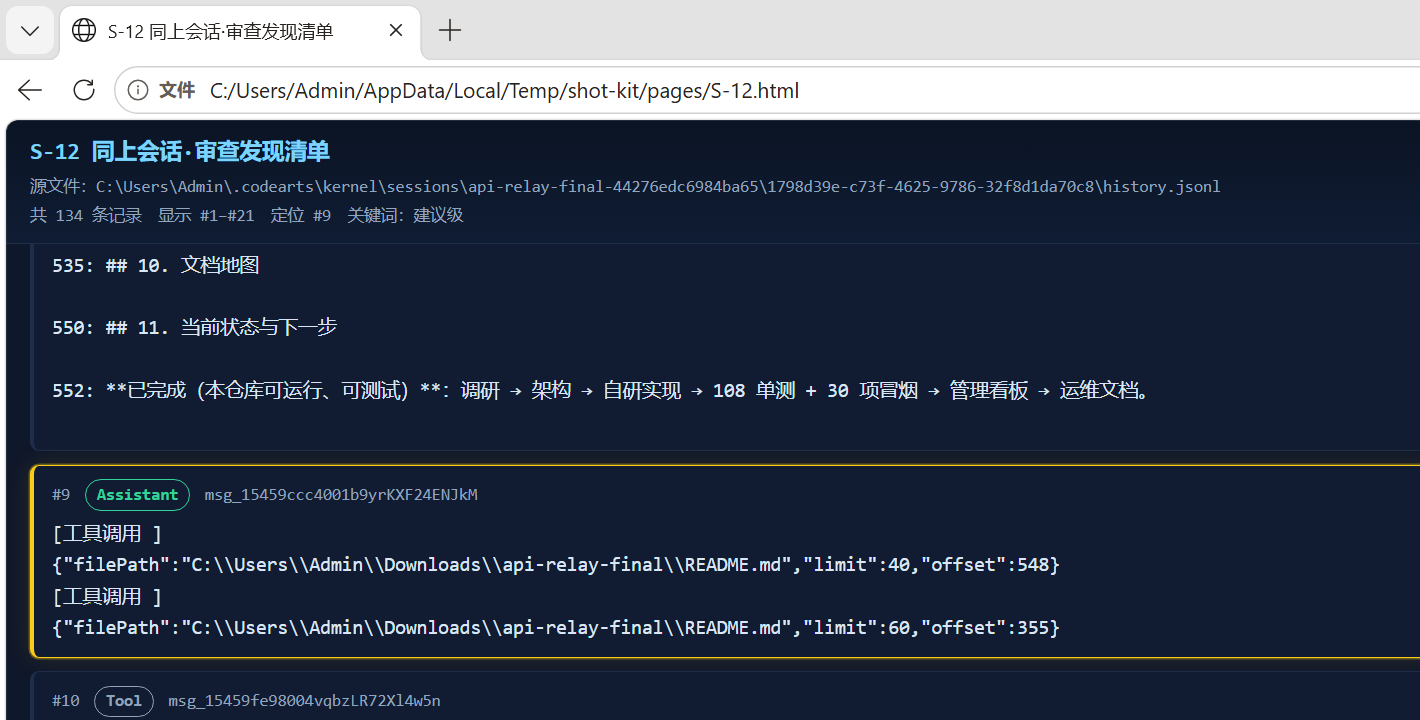 S-12 同上会话·审查发现清单
文件 C:/Users/Admin/AppData/Local/Temp/shot-kit/pages/S-12.html
S-12 同上会话·审查发现清单
源文件: C:\Users\Admin\.codearts\kernel\sessions\api-relay-final-44276edc6984ba65\1798d39e-c73f-4625-9786-32f8d1da70c8\history.jsonl
共 134 条记录 显示 #1–#21 定位 #9 关键词: 建议级
535: ## 10. 文档地图
550: ## 11. 当前状态与下一步
552: **已完成（本仓库可运行、可测试）**: 调研 → 架构 → 自研实现 → 108 单测 + 30 项冒烟 → 管理看板 → 运维文档。
#9 Assistant msg_15459ccc4001b9yrKXF24ENJkM
[工具调用 ]
{"filePath":"C:\\Users\\Admin\\Downloads\\api-relay-final\\README.md","limit":40,"offset":548}
[工具调用 ]
{"filePath":"C:\\Users\\Admin\\Downloads\\api-relay-final\\README.md","limit":60,"offset":355}
#10 Tool msg_15459fe98004vqbzLR72Xl4w5n